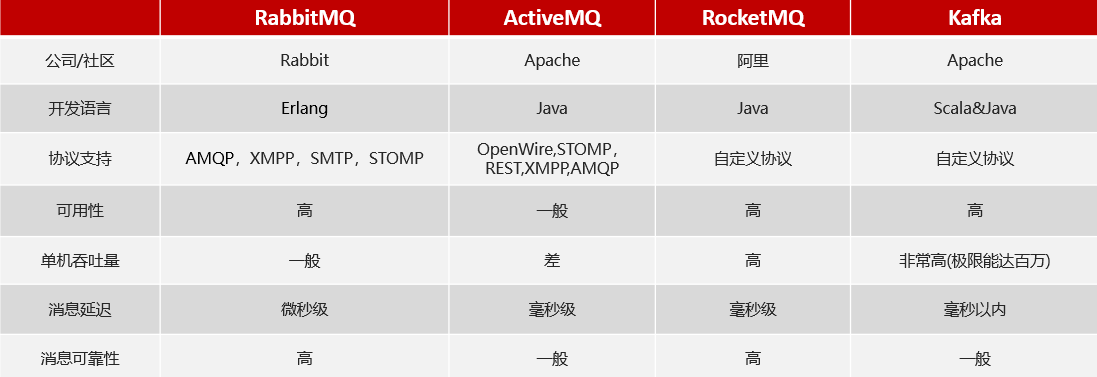 RabbitMQ ActiveMQ RocketMQ Kafka
公司/社区 Rabbit Apache 阿里 Apache
开发语言 Erlang Java Java Scala&Java
协议支持 AMQP，XMPP，SMTP，STOMP OpenWire,STOMP，
REST,XMPP,AMQP 自定义协议 自定义协议
可用性 高 一般 高 高
单机吞吐量 一般 差 高 非常高(极限能达百万)
消息延迟 微秒级 毫秒级 毫秒级 毫秒以内
消息可靠性 高 一般 高 一般